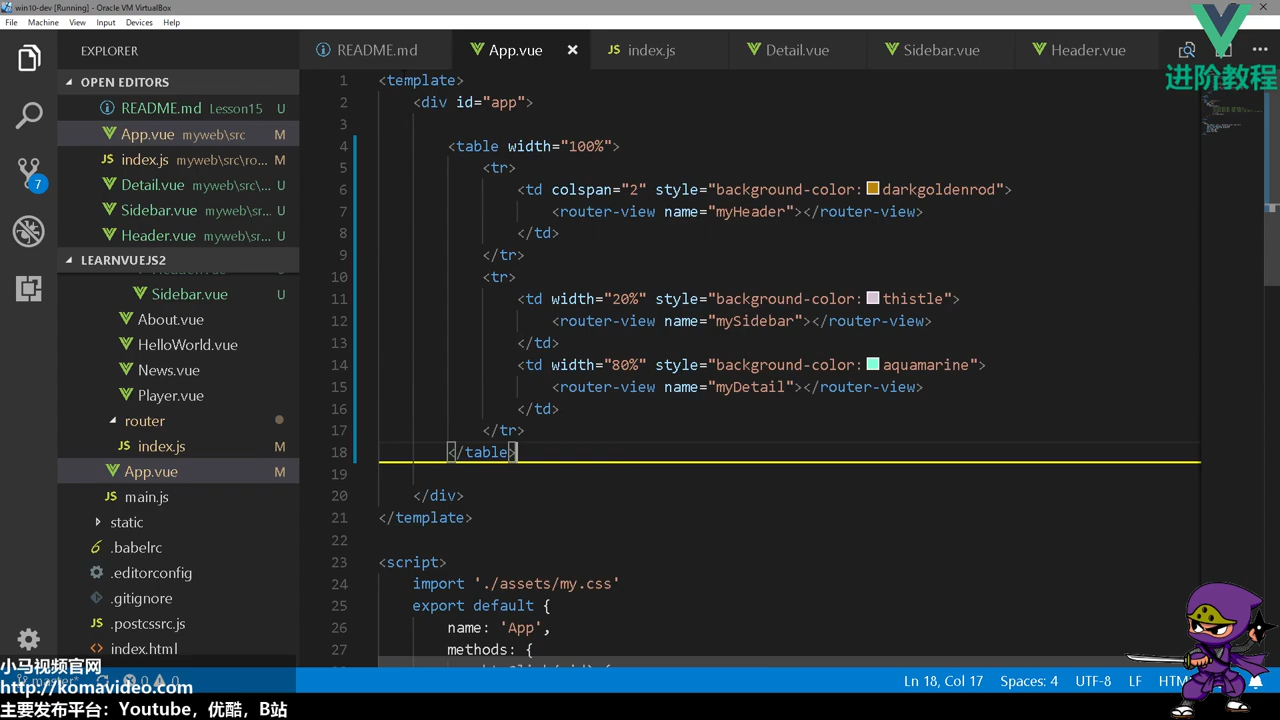 win10-dev [Running] - Oracle VM VirtualBox
File Machine View Input Devices Help
EXPLORER
README.md
App.vue
index.js
Detail.vue
Sidebar.vue
Header.vue
进阶教程
OPEN EDITORS
README.md Lesson15 U
App.vue myweb\src M
index.js myweb\src\ro... M
Detail.vue myweb\src... U
Sidebar.vue myweb\sr... U
Header.vue myweb\sr... U
LEARNVUEJS2
Header.vue
Sidebar.vue U
About.vue
HelloWorld.vue
News.vue
Player.vue
router
index.js M
App.vue M
main.js
static
.babelrc
.editorconfig
.gitignore
.postcssrc.js
index.html
7
1 <template>
2 <div id="app">
3
4 <table width="100%">
5 <tr>
6 <td colspan="2" style="background-color: darkgoldenrod">
7 <router-view name="myHeader"></router-view>
8 </td>
9 </tr>
10 <tr>
11 <td width="20%" style="background-color: thistle">
12 <router-view name="mySidebar"></router-view>
13 </td>
14 <td width="80%" style="background-color: aquamarine">
15 <router-view name="myDetail"></router-view>
16 </td>
17 </tr>
18 </table>
19
20 </div>
21 </template>
22
23 <script>
24 import './assets/my.css'
25 export default {
26 name: 'App',
27 methods: {
小马视频官网
http://komavideo.com
主要发布平台：Youtube，优酷，B站
master*
0
0
Ln 18, Col 17
Spaces: 4
UTF-8
LF